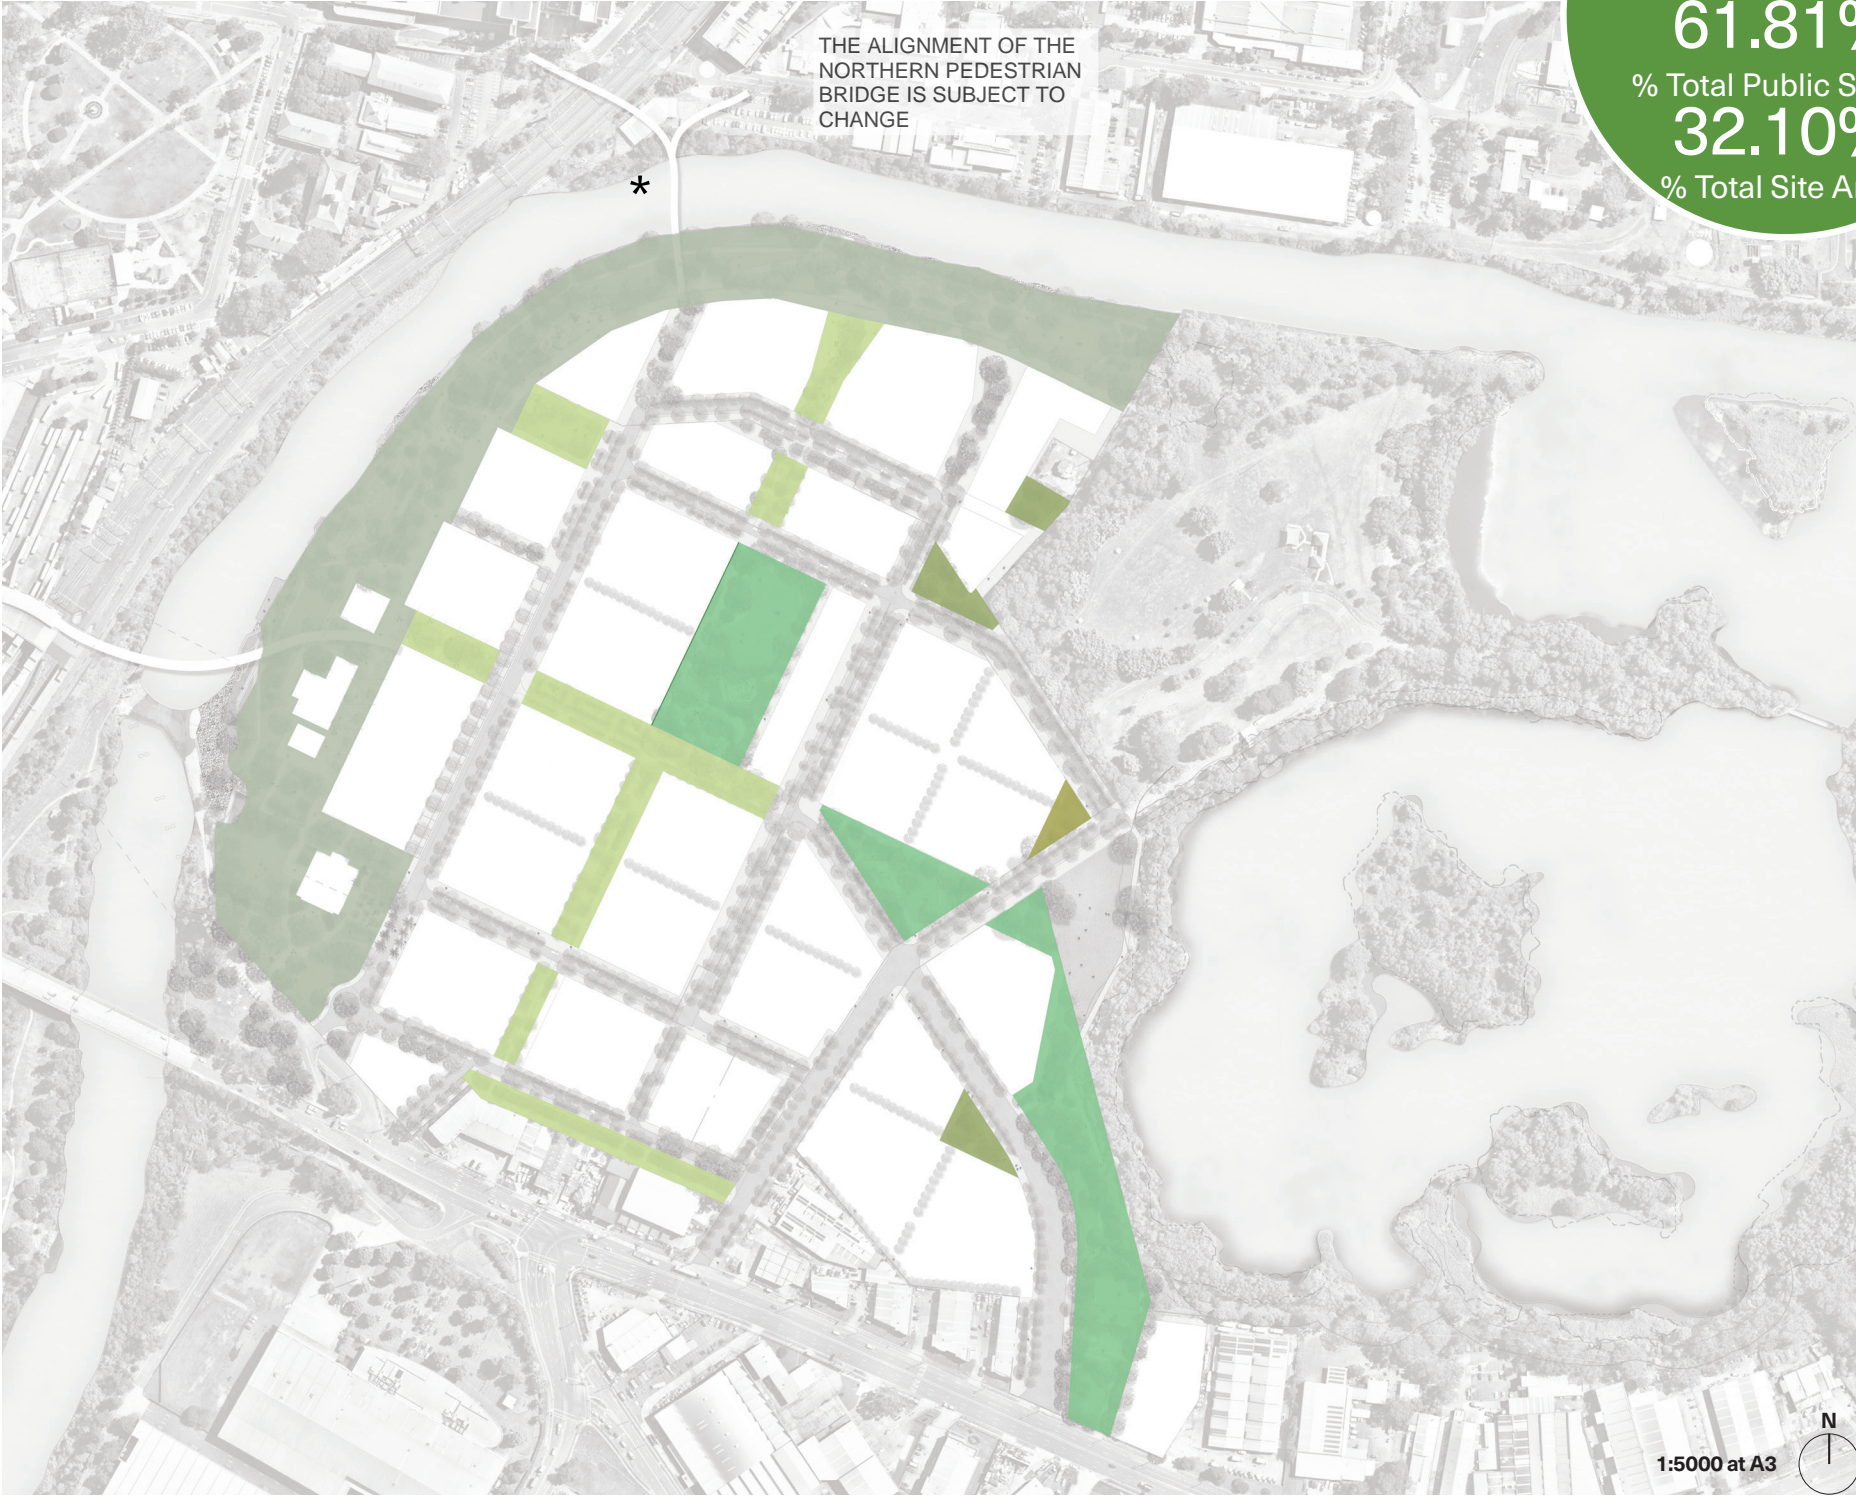 THE ALIGNMENT OF THE
NORTHERN PEDESTRIAN
BRIDGE IS SUBJECT TO
CHANGE
*
61.81%
% Total Public S
32.10%
% Total Site A
N
1:5000 at A3